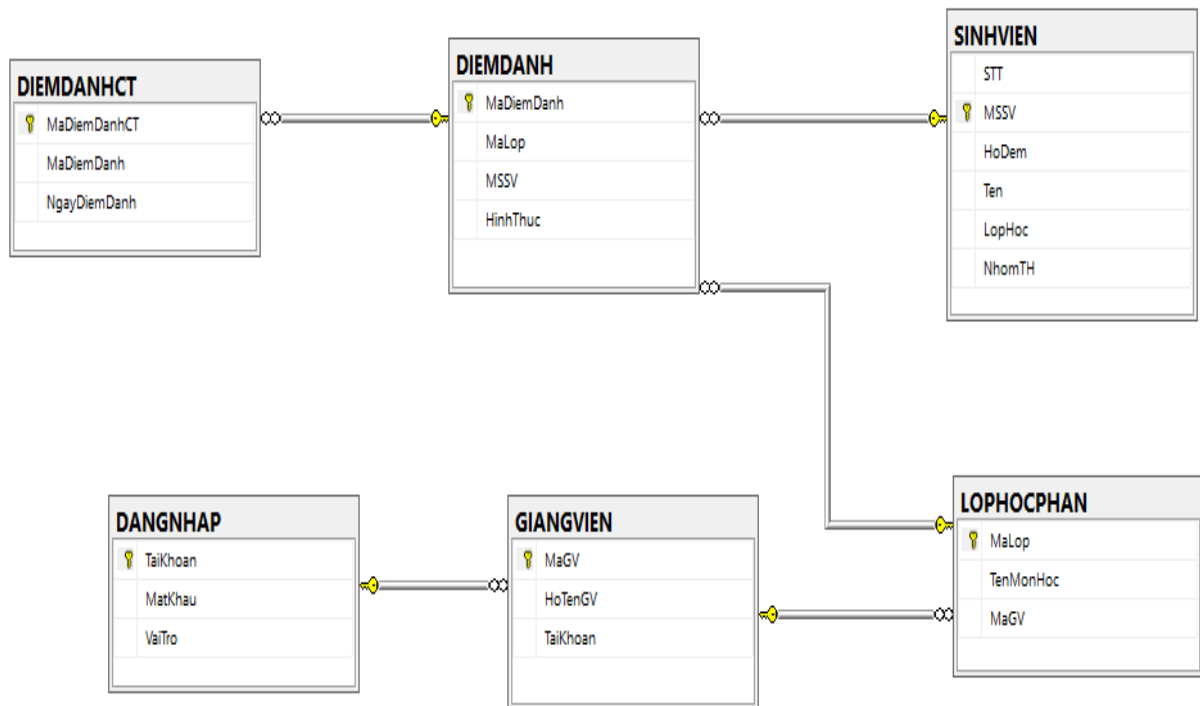 DIEMDANHCT
MaDiemDanhCT
MaDiemDanh
NgayDiemDanh
DIEMDANH
MaDiemDanh
MaLop
MSSV
HinhThuc
SINHVIEN
STT
MSSV
HoDem
Ten
LopHoc
NhomTH
DANGNHAP
TaiKhoan
MatKhau
VaiTro
GIANGVIEN
MaGV
HoTenGV
TaiKhoan
LOPHOCPHAN
MaLop
TenMonHoc
MaGV